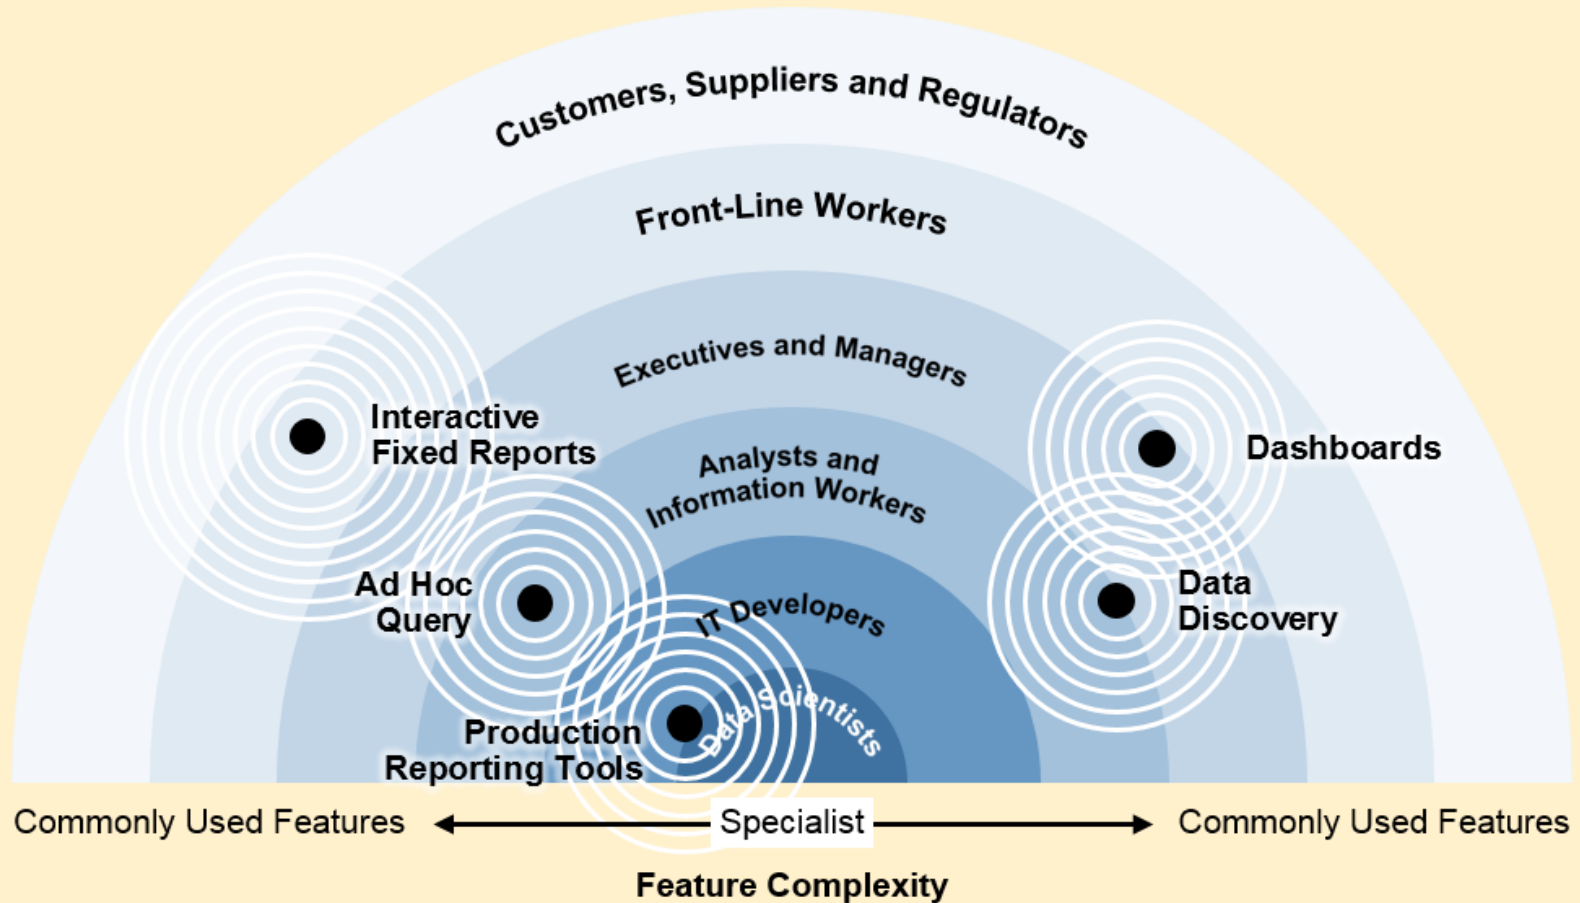 Customers, Suppliers and Regulators
Front-Line Workers
Executives and Managers
Analysts and
Information Workers
IT Developers
Data Scientists
Interactive
Fixed Reports
Dashboards
Ad Hoc
Query
Data
Discovery
Production
Reporting Tools
Commonly Used Features
Specialist
Commonly Used Features
Feature Complexity